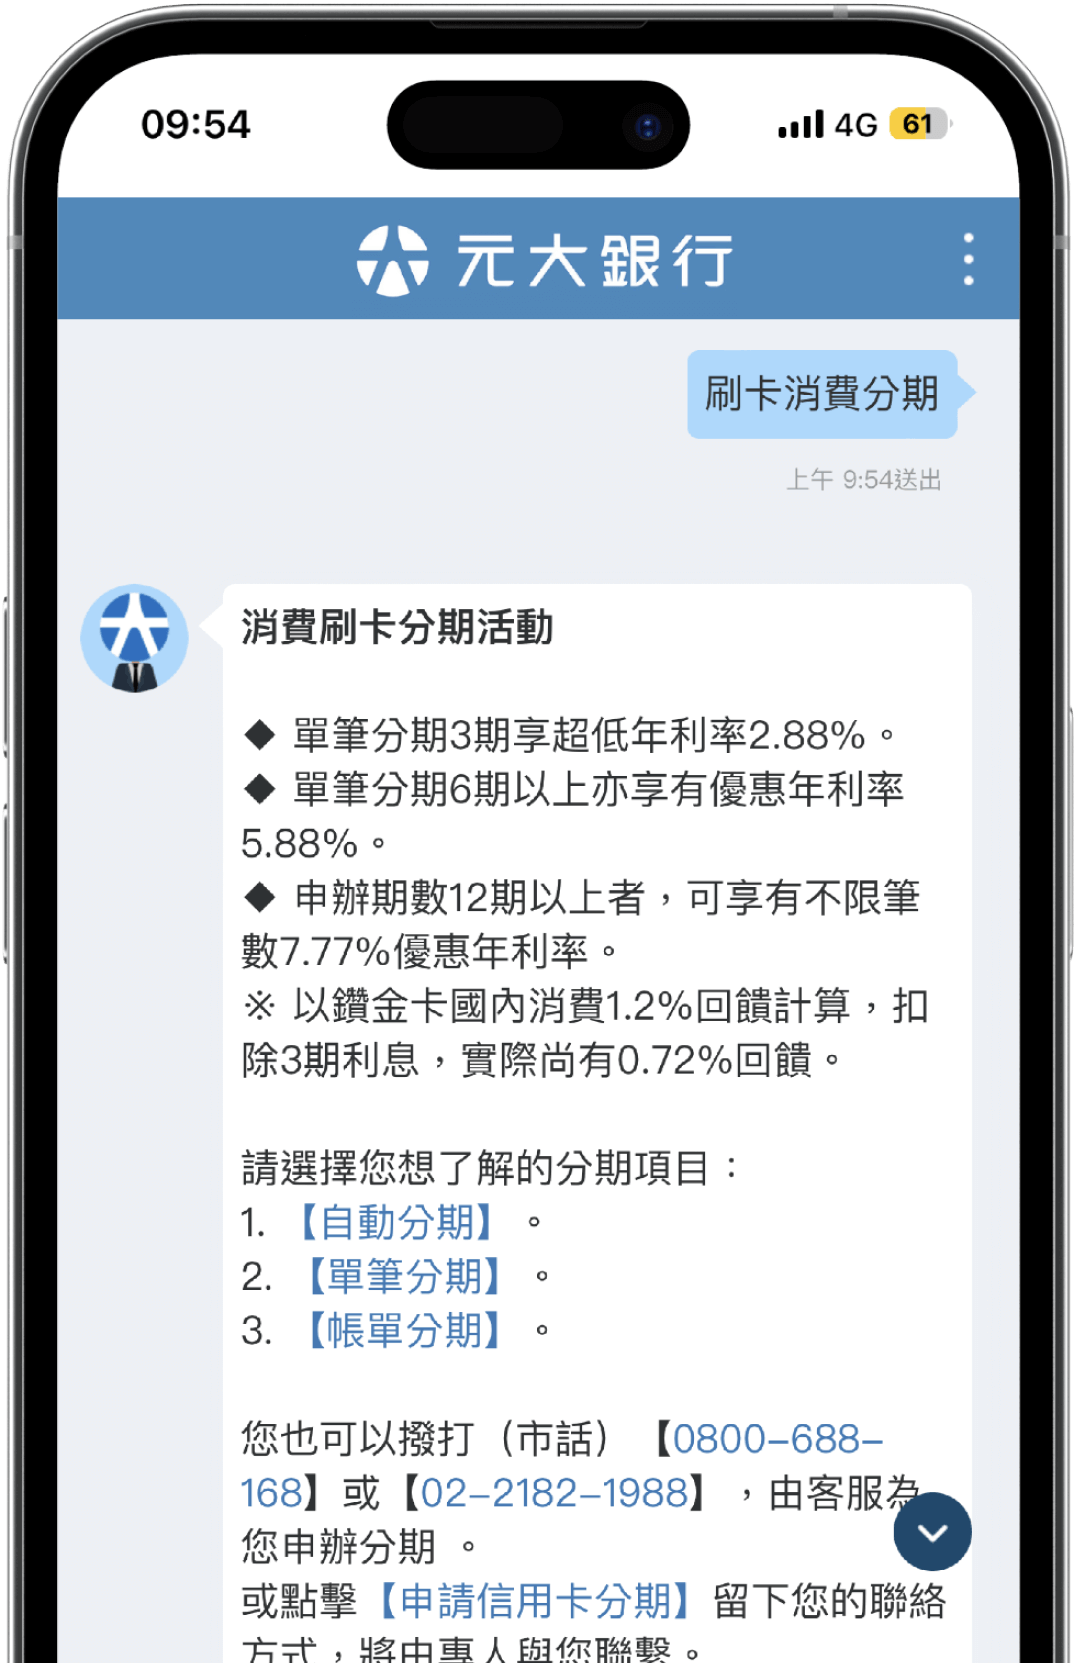 09:54
4G 61
元大銀行
刷卡消費分期
上午 9:54送出
消費刷卡分期活動
◆ 單筆分期3期享超低年利率2.88%。
◆ 單筆分期6期以上亦享有優惠年利率
5.88%。
◆ 申辦期數12期以上者，可享有不限筆
數7.77%優惠年利率。
※ 以鑽金卡國內消費1.2%回饋計算，扣
除3期利息，實際尚有0.72%回饋。
請選擇您想了解的分期項目：
1. 【自動分期】 。
2. 【單筆分期】 。
3. 【帳單分期】 。
您也可以撥打（市話）【0800-688-
168】或【02-2182-1988】，由客服為
您申辦分期 。
或點擊【申請信用卡分期】留下您的聯絡
方式，將由專人與您聯繫。